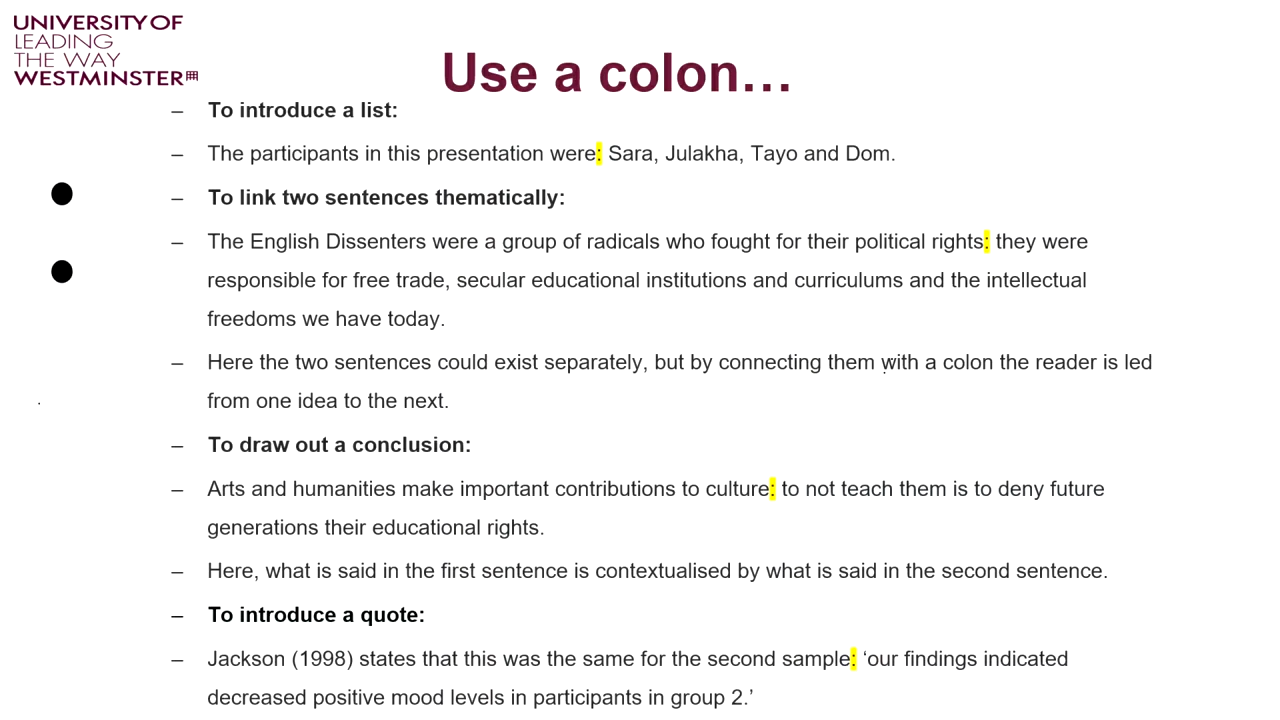 UNIVERSITY OF
LEADING
THE WAY
WESTMINSTER
Use a colon…
– To introduce a list:
– The participants in this presentation were: Sara, Julakha, Tayo and Dom.
– To link two sentences thematically:
– The English Dissenters were a group of radicals who fought for their political rights: they were
responsible for free trade, secular educational institutions and curriculums and the intellectual
freedoms we have today.
– Here the two sentences could exist separately, but by connecting them with a colon the reader is led
from one idea to the next.
– To draw out a conclusion:
– Arts and humanities make important contributions to culture: to not teach them is to deny future
generations their educational rights.
– Here, what is said in the first sentence is contextualised by what is said in the second sentence.
– To introduce a quote:
– Jackson (1998) states that this was the same for the second sample: ‘our findings indicated
decreased positive mood levels in participants in group 2.’